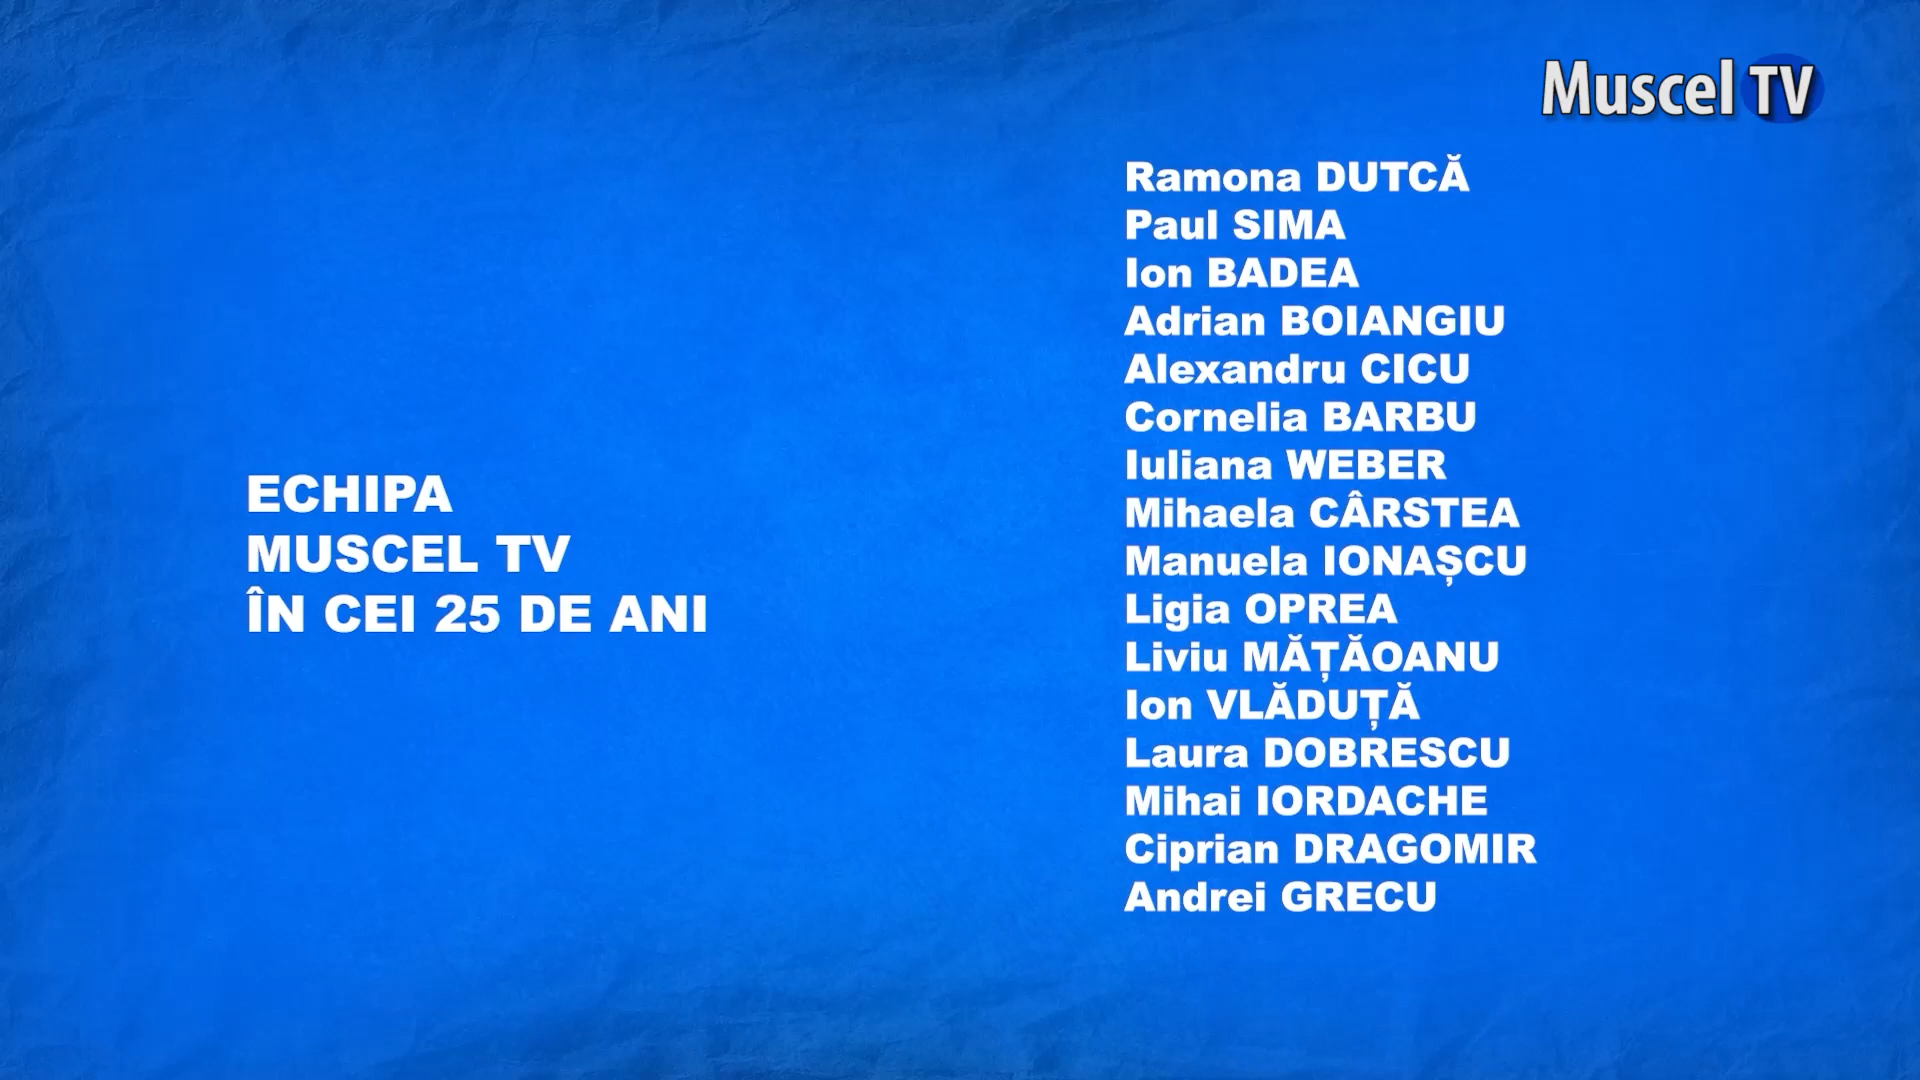 Muscel TV
ECHIPA
MUSCEL TV
ÎN CEI 25 DE ANI
Ramona DUTCĂ
Paul SIMA
Ion BADEA
Adrian BOIANGIU
Alexandru CICU
Cornelia BARBU
Iuliana WEBER
Mihaela CÂRSTEA
Manuela IONAȘCU
Ligia OPREA
Liviu MĂȚĂOANU
Ion VLĂDUȚĂ
Laura DOBRESCU
Mihai IORDACHE
Ciprian DRAGOMIR
Andrei GRECU